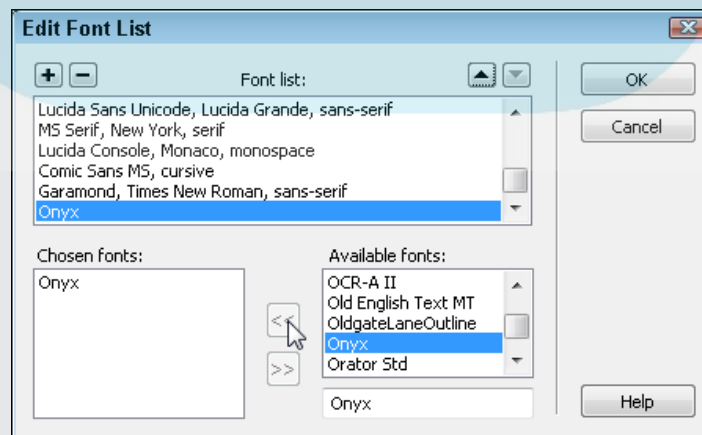 Edit Font List
Font list:
Lucida Sans Unicode, Lucida Grande, sans-serif
MS Serif, New York, serif
Lucida Console, Monaco, monospace
Comic Sans MS, cursive
Garamond, Times New Roman, sans-serif
Onyx
OK
Cancel
Chosen fonts:
Onyx
<<
>>
Available fonts:
OCR-A II
Old English Text MT
OldgateLaneOutline
Onyx
Orator Std
Onyx
Help